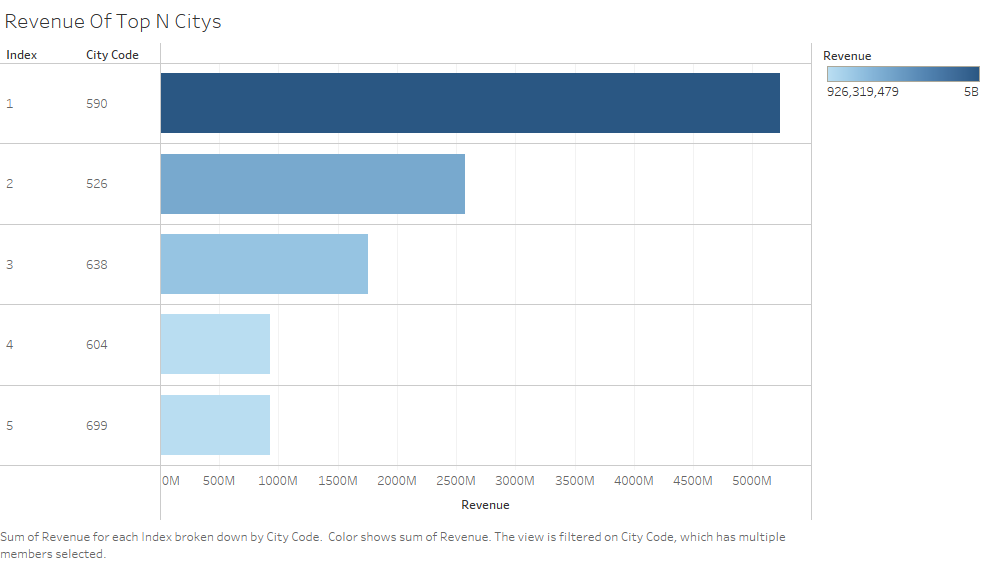 Revenue Of Top N Citys
Index City Code
Revenue
926,319,479 5B
1 590
2 526
3 638
4 604
5 699
0M 500M 1000M 1500M 2000M 2500M 3000M 3500M 4000M 4500M 5000M
Revenue
Sum of Revenue for each Index broken down by City Code. Color shows sum of Revenue. The view is filtered on City Code, which has multiple
members selected.